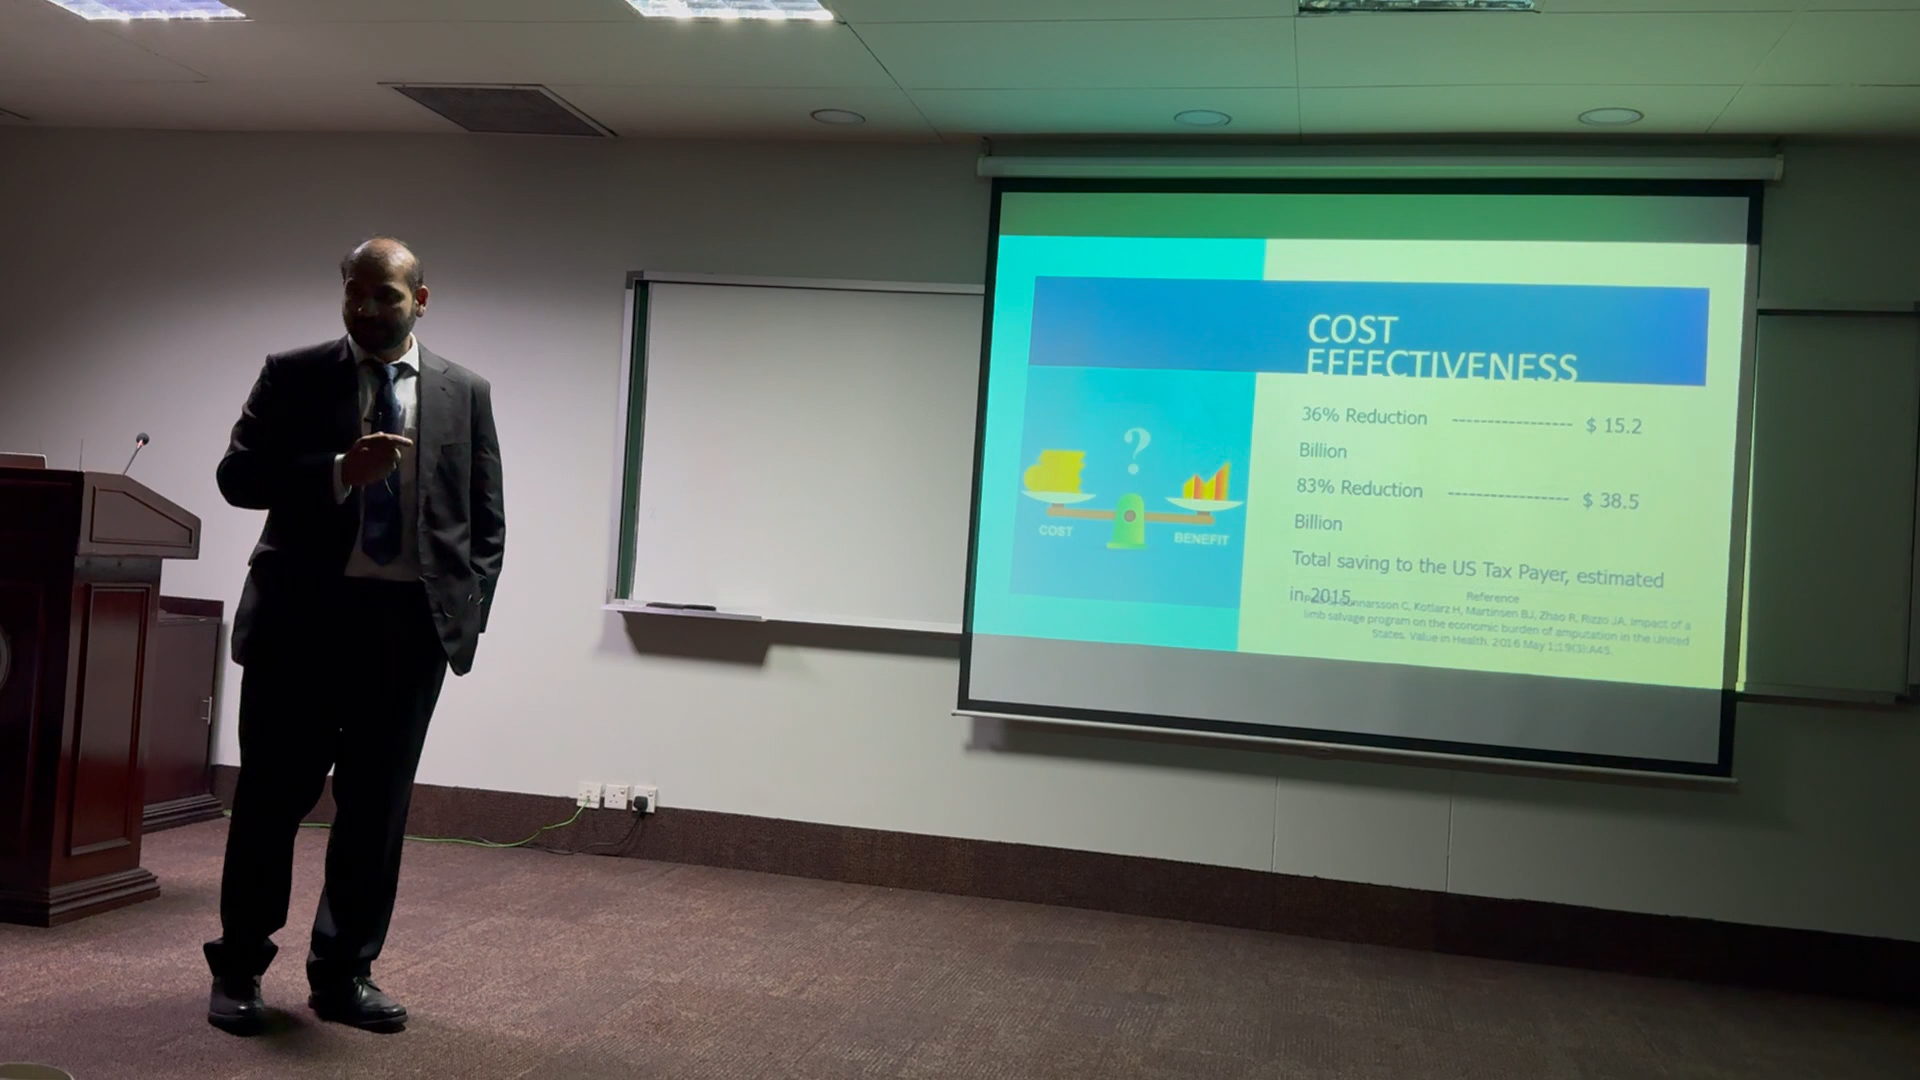 COST
EFFECTIVENESS
36% Reduction ------------------ $ 15.2
Billion
83% Reduction ------------------ $ 38.5
Billion
Total saving to the US Tax Payer, estimated
in 2015.
Reference
Gunnarsson C, Kotlarz H, Martinsen BJ, Zhao R, Rizzo JA. Impact of a
limb salvage program on the economic burden of amputation in the United
States. Value in Health. 2016 May 1;19(3):A45.
COST
BENEFIT
?